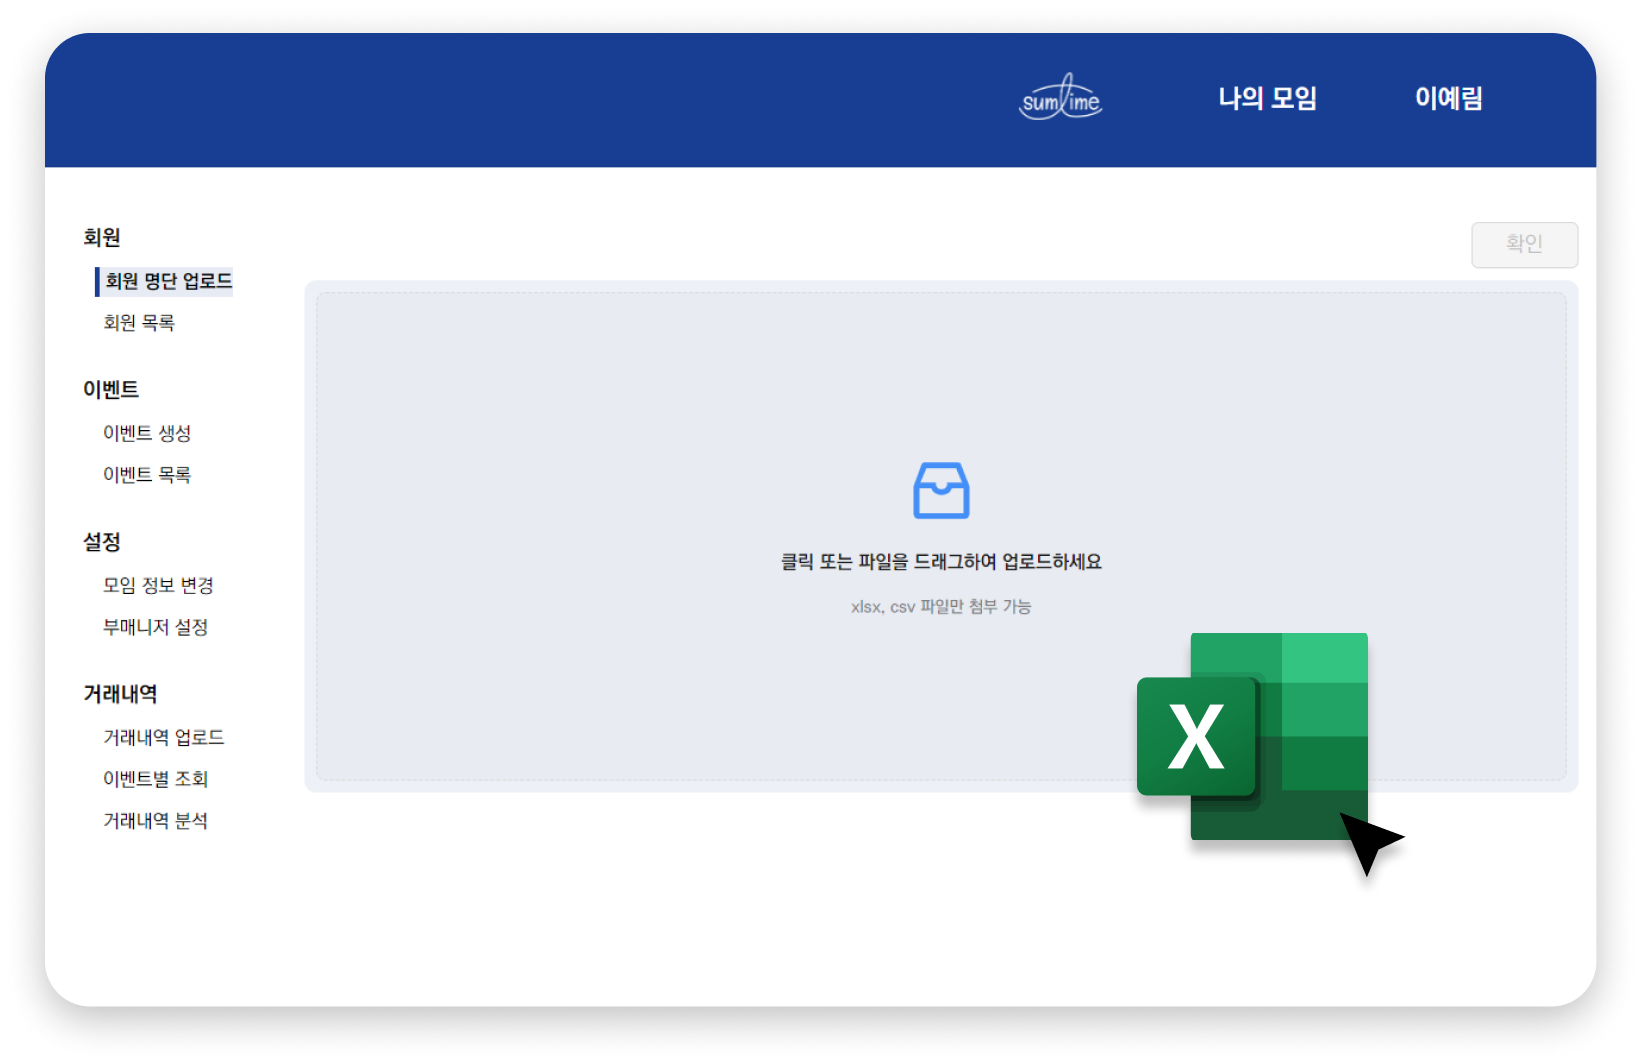 sumtime
나의 모임
이예림
확인
회원
회원 명단 업로드
회원 목록
이벤트
이벤트 생성
이벤트 목록
설정
모임 정보 변경
부매니저 설정
거래내역
거래내역 업로드
이벤트별 조회
거래내역 분석
클릭 또는 파일을 드래그하여 업로드하세요
xlsx, csv 파일만 첨부 가능
X